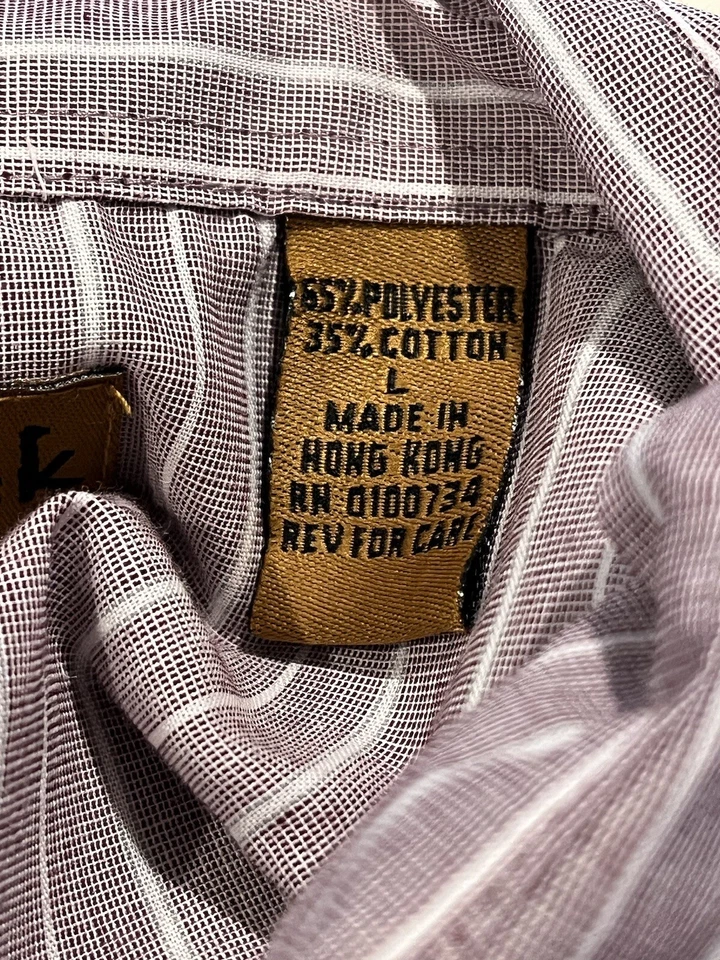 65% POLYESTER
35% COTTON
L
MADE IN
HONG KONG
RN 0100734
REV FOR CARE
k